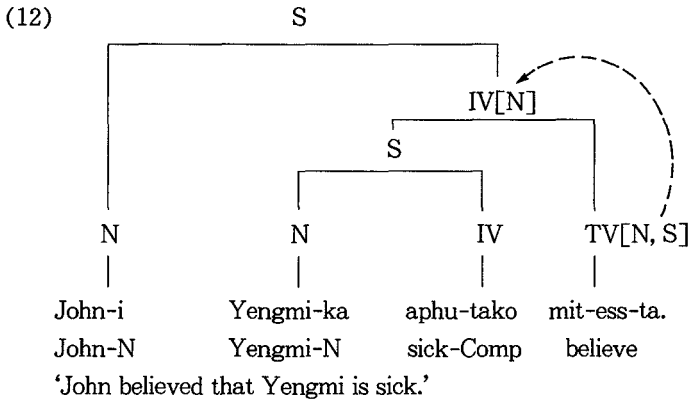 (12) S
IV[N]
S
N N IV TV[N, S]
John-i Yengmi-ka aphu-tako mit-ess-ta.
John-N Yengmi-N sick-Comp believe
‘John believed that Yengmi is sick.’